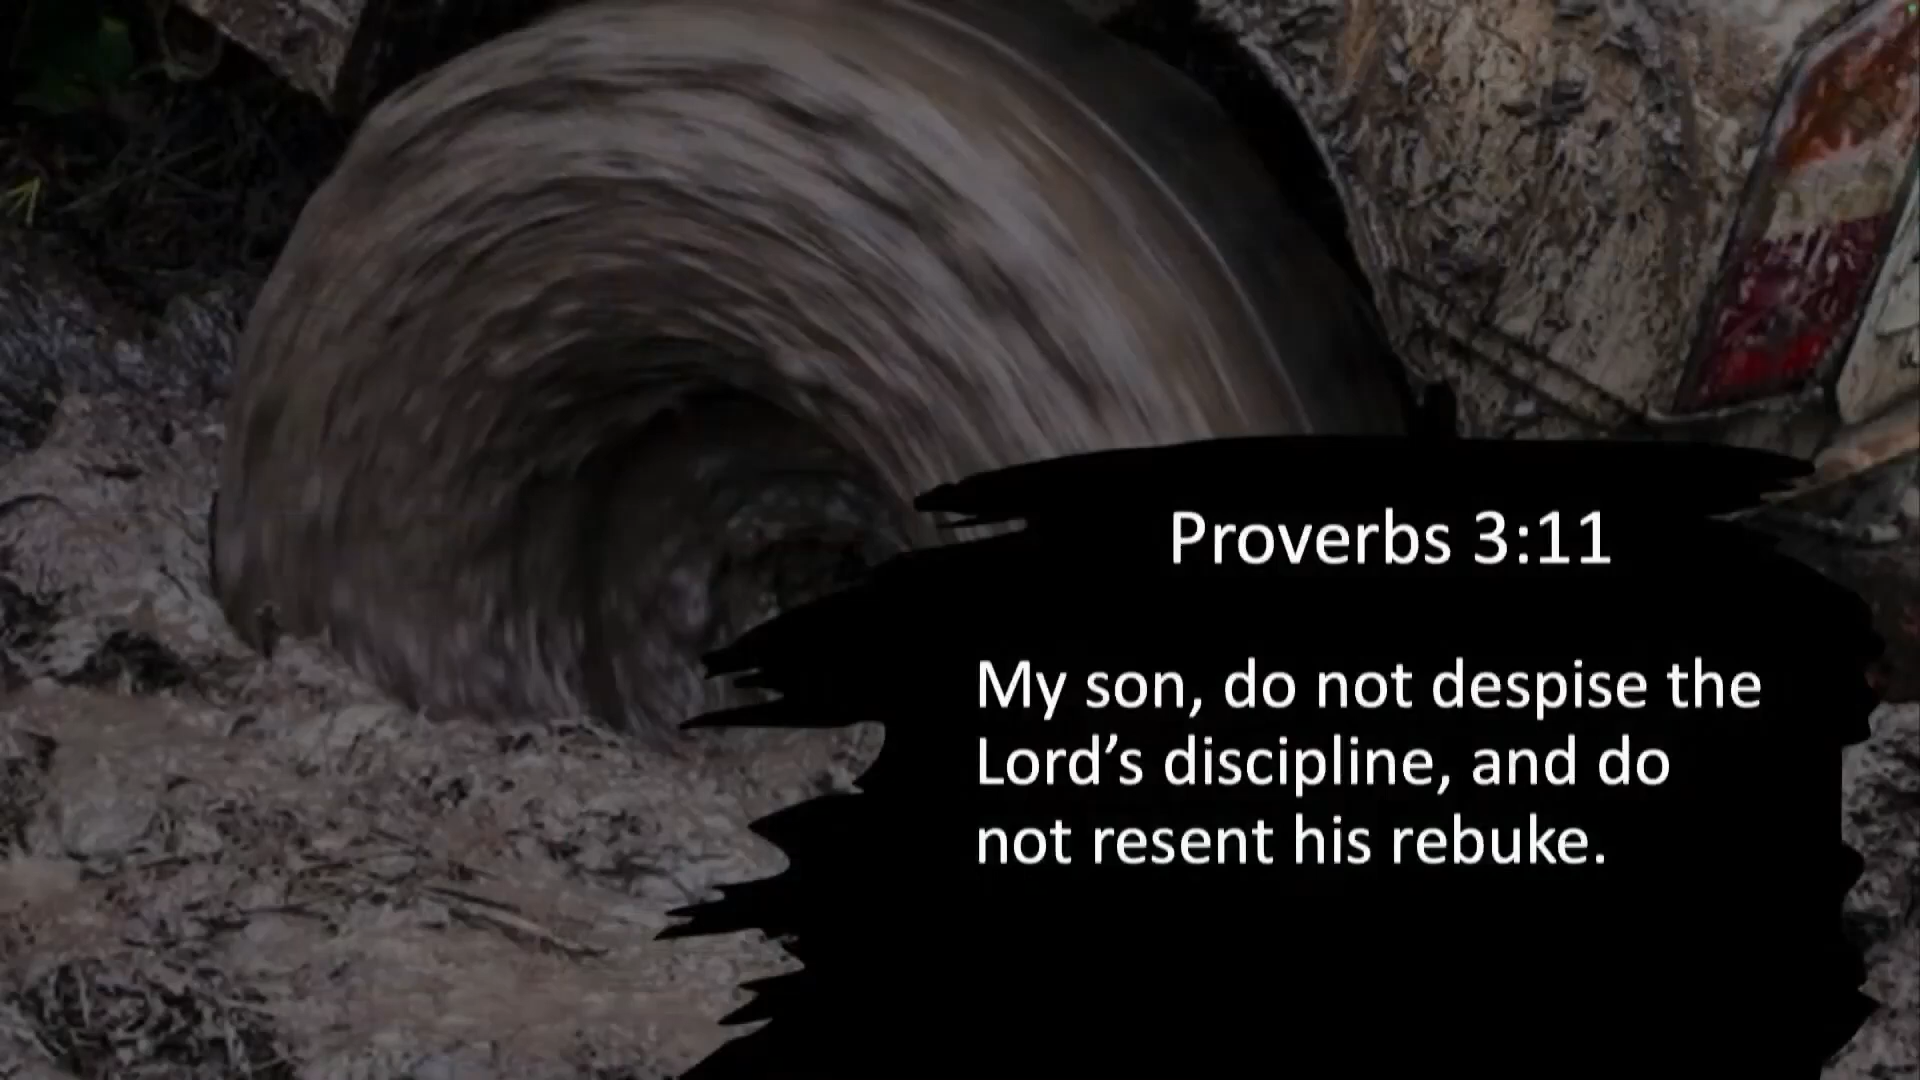 Proverbs 3:11
My son, do not despise the
Lord’s discipline, and do
not resent his rebuke.